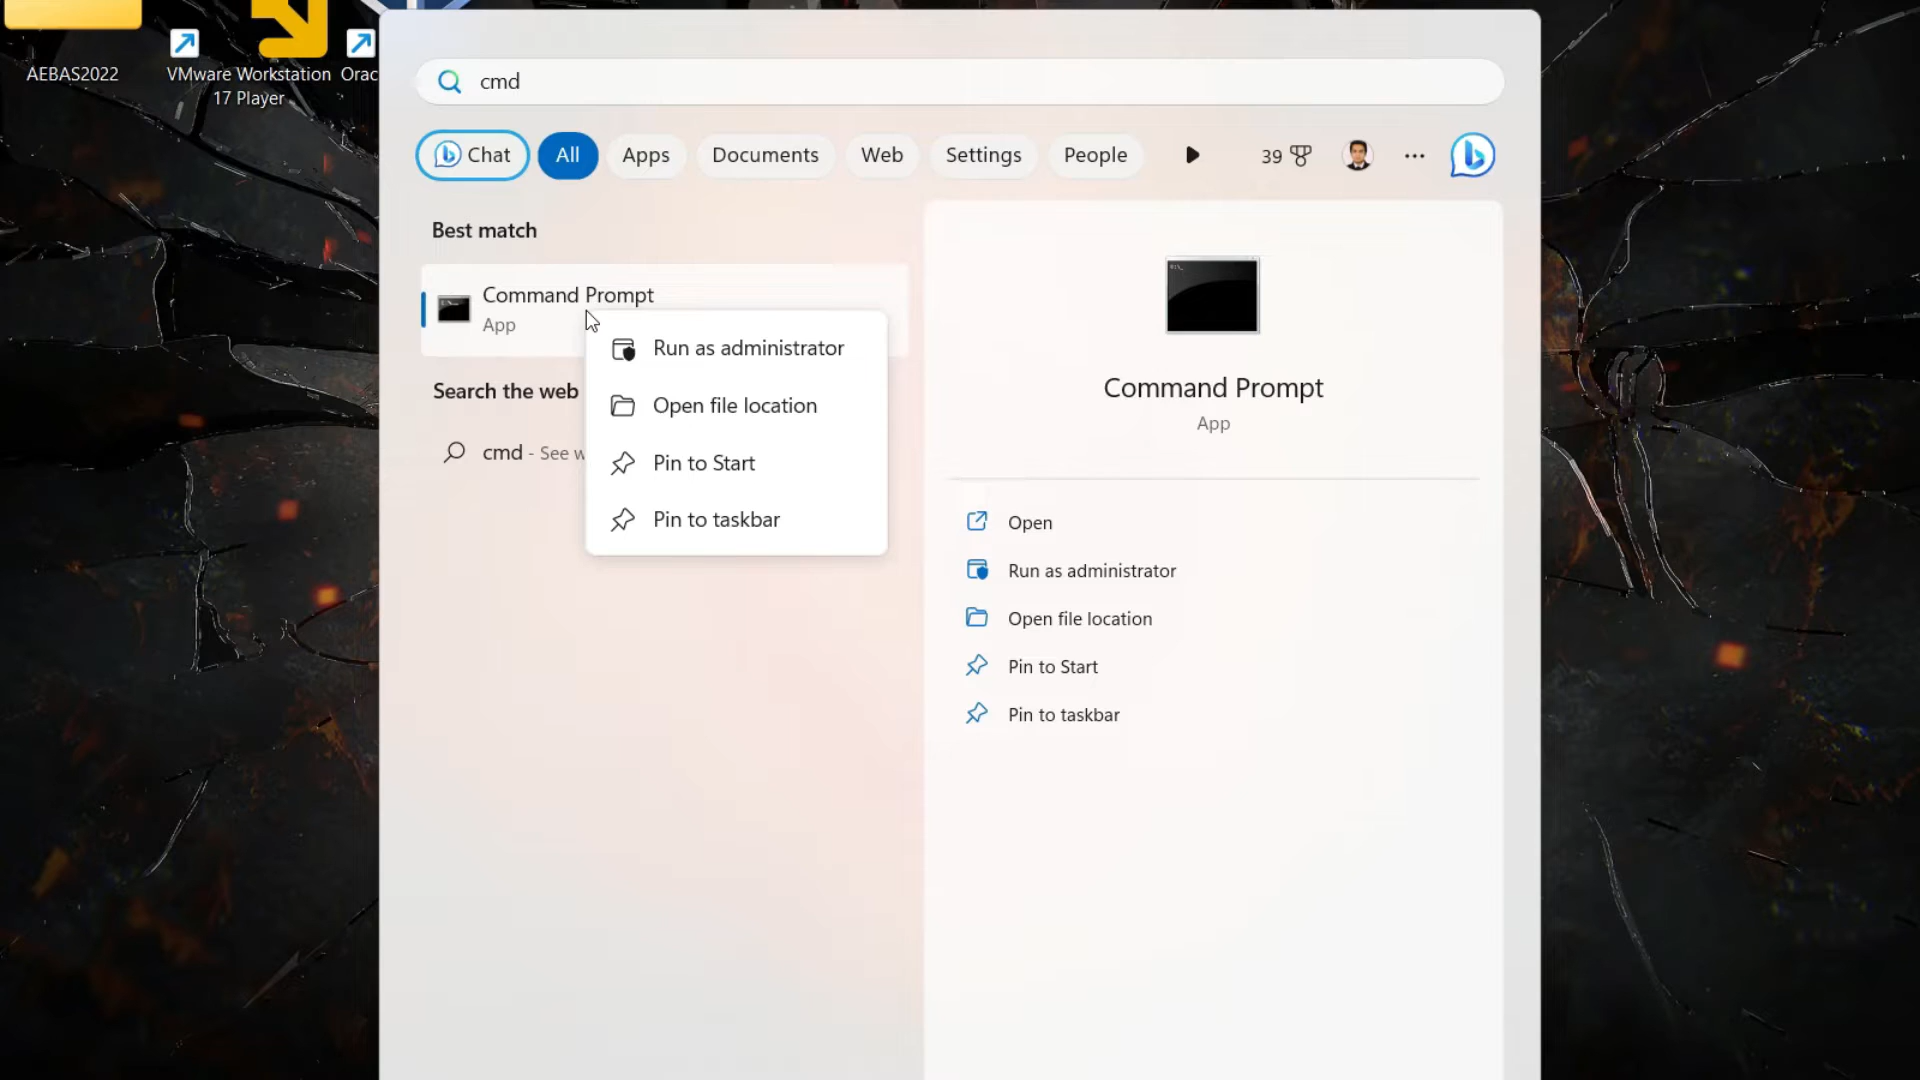 AEBAS2022
VMware Workstation
17 Player
Orac
cmd
Chat
All
Apps
Documents
Web
Settings
People
39
Best match
Command Prompt
App
Search the web
cmd - See w
Run as administrator
Open file location
Pin to Start
Pin to taskbar
Command Prompt
App
Open
Run as administrator
Open file location
Pin to Start
Pin to taskbar